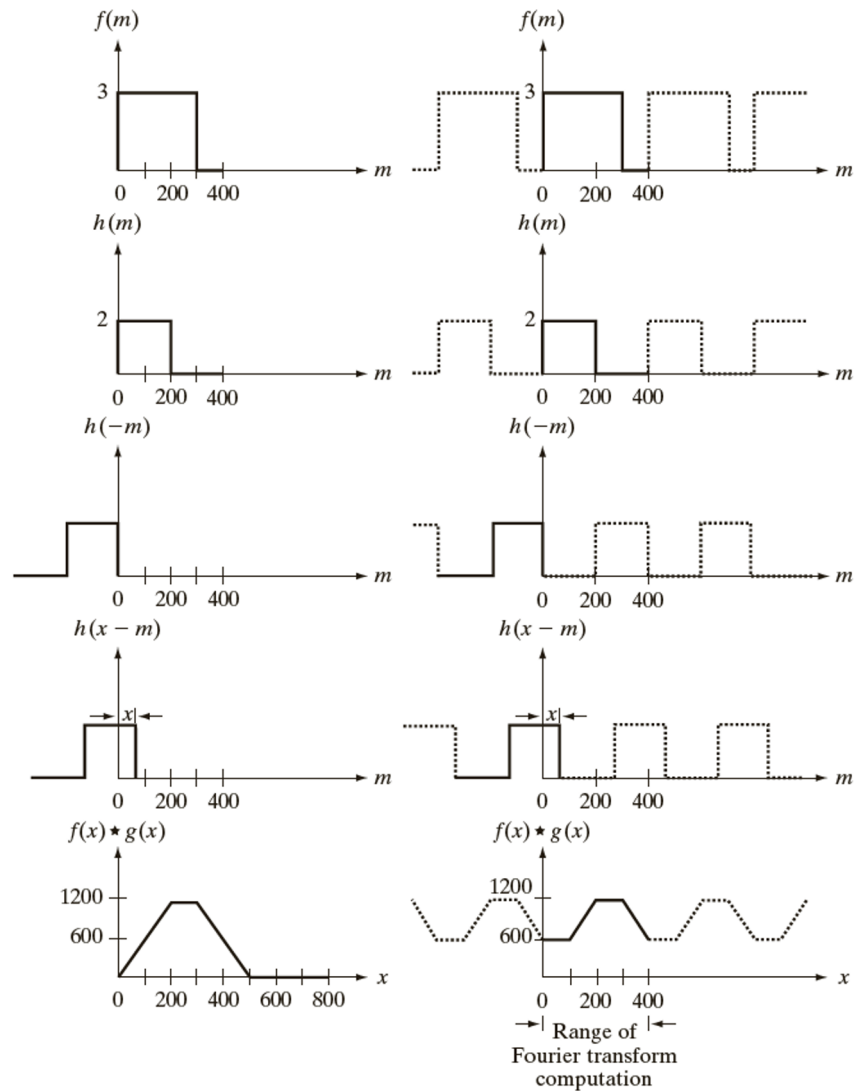 f(m) f(m)
3 3
m m
0 200 400 0 200 400
h(m) h(m)
2 2
m m
0 200 400 0 200 400
h(−m) h(−m)
m m
0 200 400 0 200 400
h(x − m) h(x − m)
x x
m m
0 200 400 0 200 400
f(x) ★ g(x) f(x) ★ g(x)
1200 1200
600 600
x x
0 200 400 600 800 0 200 400
Range of
Fourier transform
computation